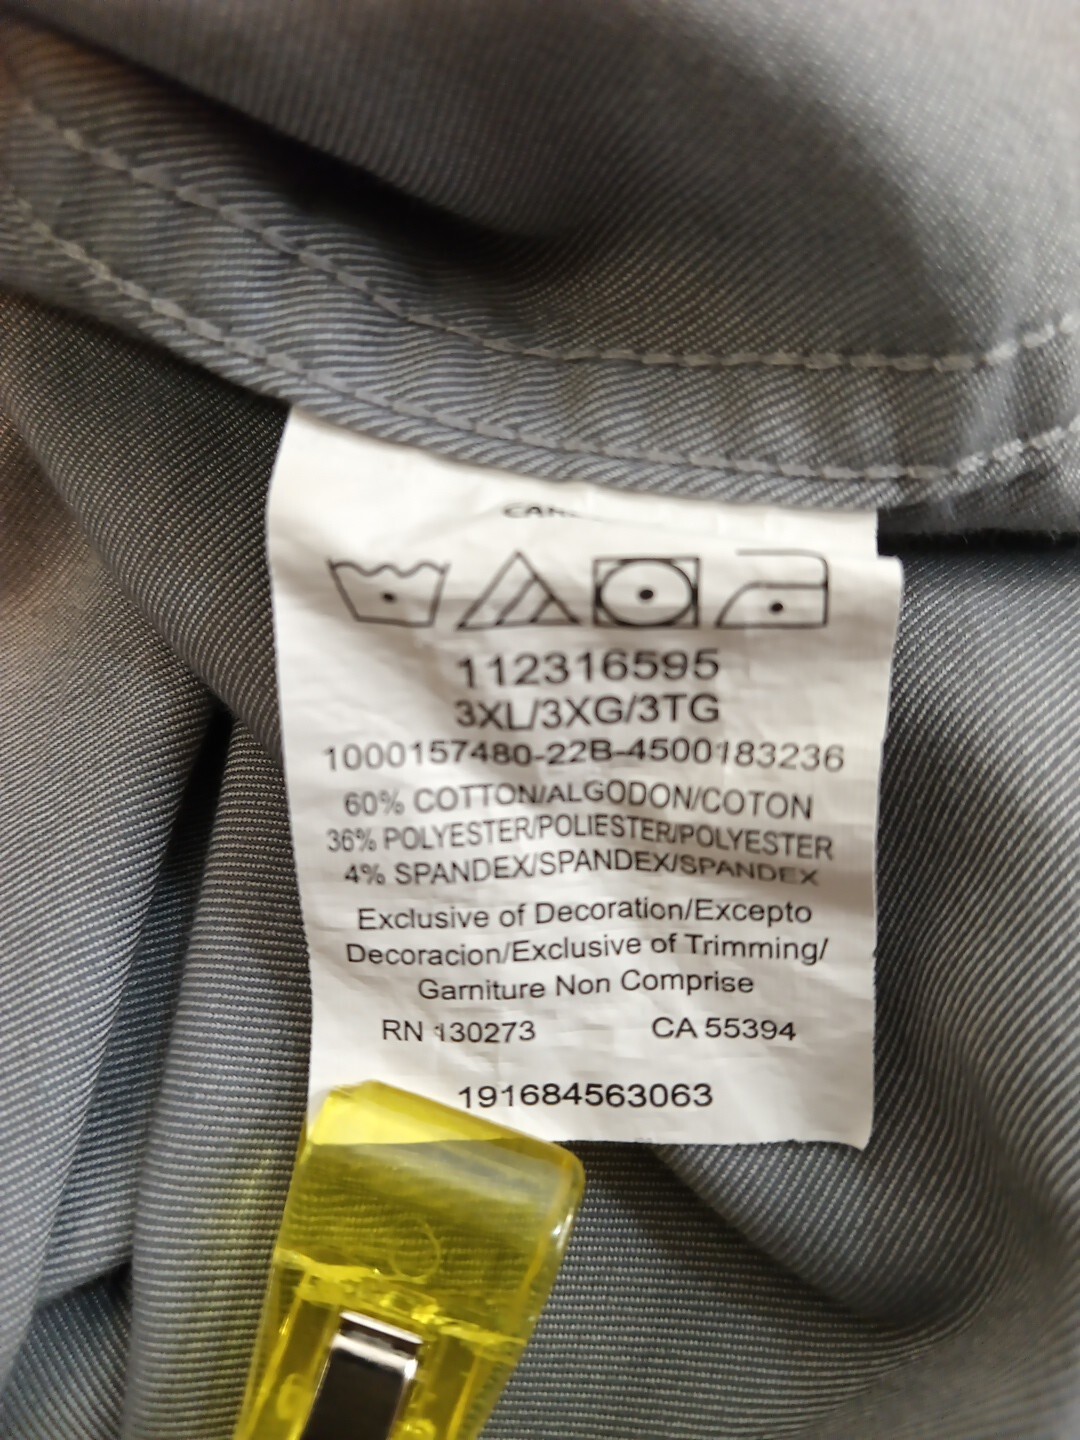 112316595
3XL/3XG/3TG
1000157480-22B-4500183236
60% COTTON/ALGODON/COTON
36% POLYESTER/POLIESTER/POLYESTER
4% SPANDEX/SPANDEX/SPANDEX
Exclusive of Decoration/Excepto
Decoracion/Exclusive of Trimming/
Garniture Non Comprise
RN 130273 CA 55394
191684563063